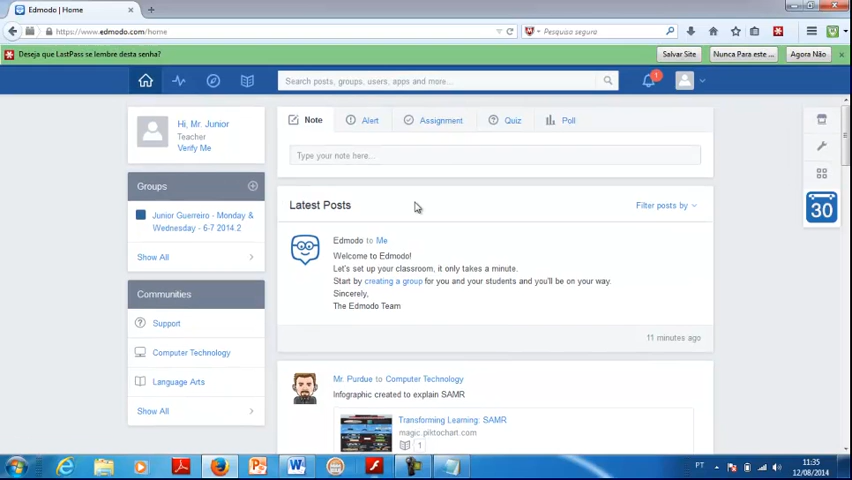 Edmodo | Home
https://www.edmodo.com/home
Pesquisa segura
Deseja que LastPass se lembre desta senha?
Salvar Site
Nunca Para este ...
Agora Não
Search posts, groups, users, apps and more...
1
Hi, Mr. Junior
Teacher
Verify Me
Note
Alert
Assignment
Quiz
Poll
Type your note here...
Groups
Junior Guerreiro - Monday &
Wednesday - 6-7 2014.2
Show All
Communities
Support
Computer Technology
Language Arts
Show All
Latest Posts
Filter posts by
Edmodo to Me
Welcome to Edmodo!
Let's set up your classroom, it only takes a minute.
Start by creating a group for you and your students and you'll be on your way.
Sincerely,
The Edmodo Team
11 minutes ago
Mr. Purdue to Computer Technology
Infographic created to explain SAMR
Transforming Learning: SAMR
magic.piktochart.com
1
30
PT
11:35
12/08/2014